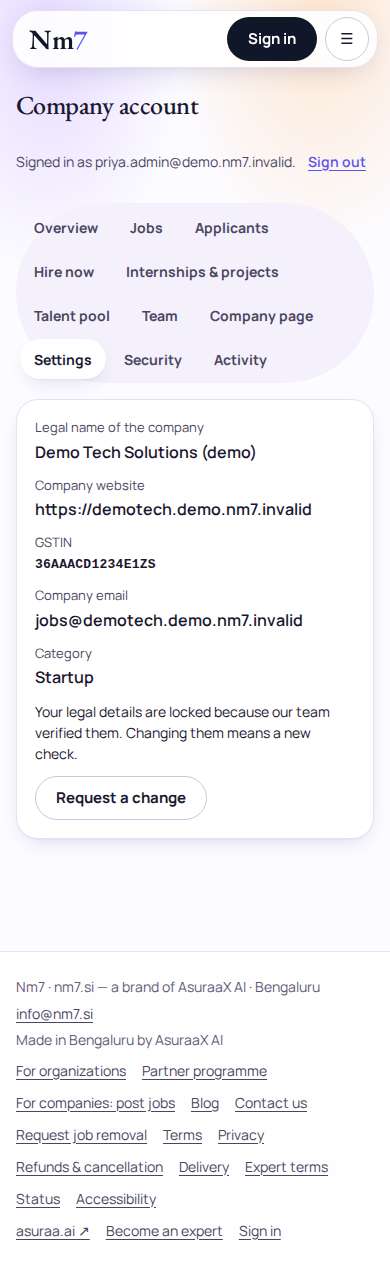 Nm7
Sign in
☰
Company account
Signed in as priya.admin@demo.nm7.invalid. Sign out
Overview Jobs Applicants
Hire now Internships & projects
Talent pool Team Company page
Settings Security Activity
Legal name of the company
Demo Tech Solutions (demo)
Company website
https://demotech.demo.nm7.invalid
GSTIN
36AAACD1234E1ZS
Company email
jobs@demotech.demo.nm7.invalid
Category
Startup
Your legal details are locked because our team
verified them. Changing them means a new
check.
Request a change
Nm7 · nm7.si — a brand of AsuraaX AI · Bengaluru
info@nm7.si
Made in Bengaluru by AsuraaX AI
For organizations Partner programme
For companies: post jobs Blog Contact us
Request job removal Terms Privacy
Refunds & cancellation Delivery Expert terms
Status Accessibility
asuraa.ai ↗ Become an expert Sign in